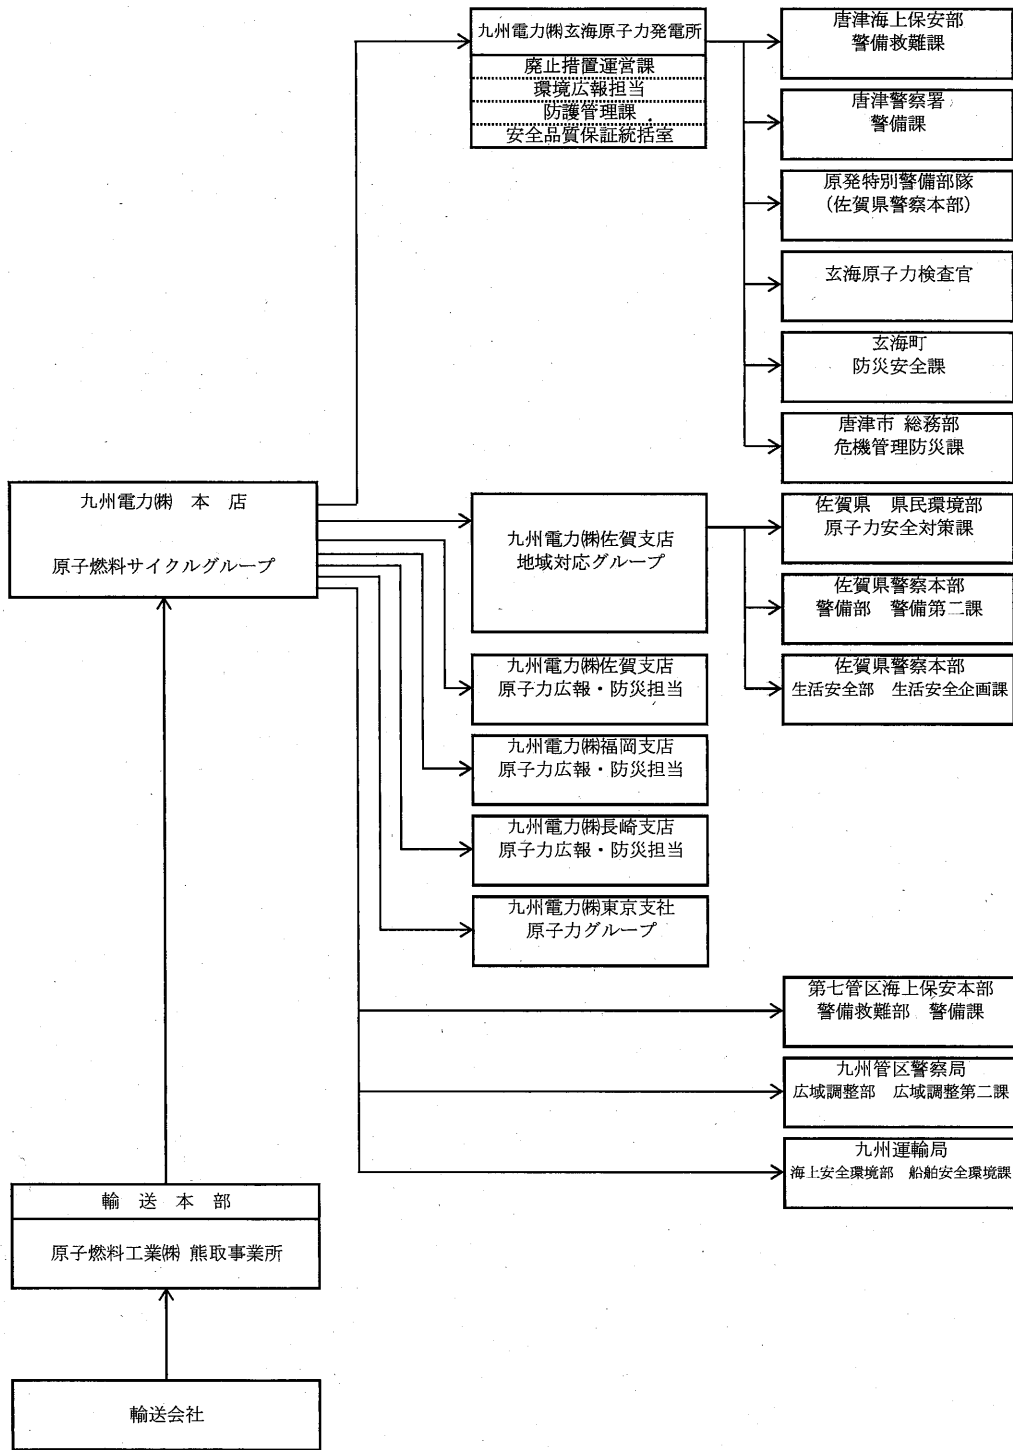 九州電力㈱玄海原子力発電所
廃止措置運営課
環境広報担当
防護管理課
安全品質保証統括室
唐津海上保安部
警備救難課
唐津警察署
警備課
原発特別警備部隊
(佐賀県警察本部)
玄海原子力検査官
玄海町
防災安全課
唐津市 総務部
危機管理防災課
九州電力㈱ 本 店
原子燃料サイクルグループ
九州電力㈱佐賀支店
地域対応グループ
佐賀県 県民環境部
原子力安全対策課
佐賀県警察本部
警備部 警備第二課
佐賀県警察本部
生活安全部 生活安全企画課
九州電力㈱佐賀支店
原子力広報・防災担当
九州電力㈱福岡支店
原子力広報・防災担当
九州電力㈱長崎支店
原子力広報・防災担当
九州電力㈱東京支社
原子力グループ
第七管区海上保安本部
警備救難部 警備課
九州管区警察局
広域調整部 広域調整第二課
九州運輸局
海上安全環境部 船舶安全環境課
輸 送 本 部
原子燃料工業㈱ 熊取事業所
輸送会社